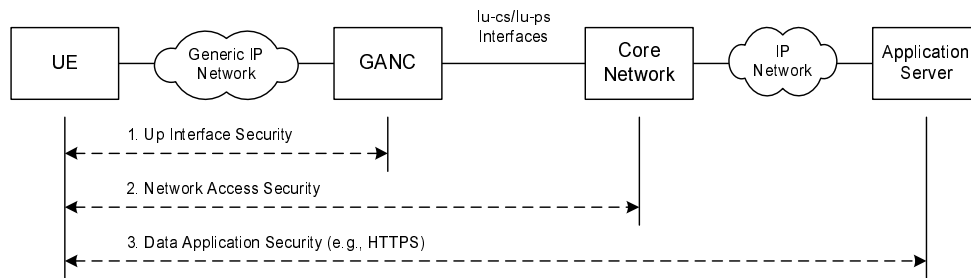 Iu-cs/Iu-ps
Interfaces
UE
Generic IP
Network
GANC
Core
Network
IP
Network
Application
Server
1. Up Interface Security
2. Network Access Security
3. Data Application Security (e.g., HTTPS)